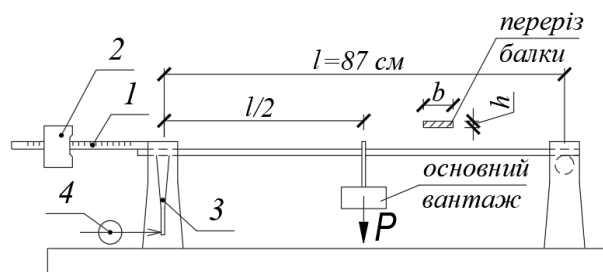 переріз
балки
2
l=87 см
1
b
h
l/2
основний
вантаж
4
3
P